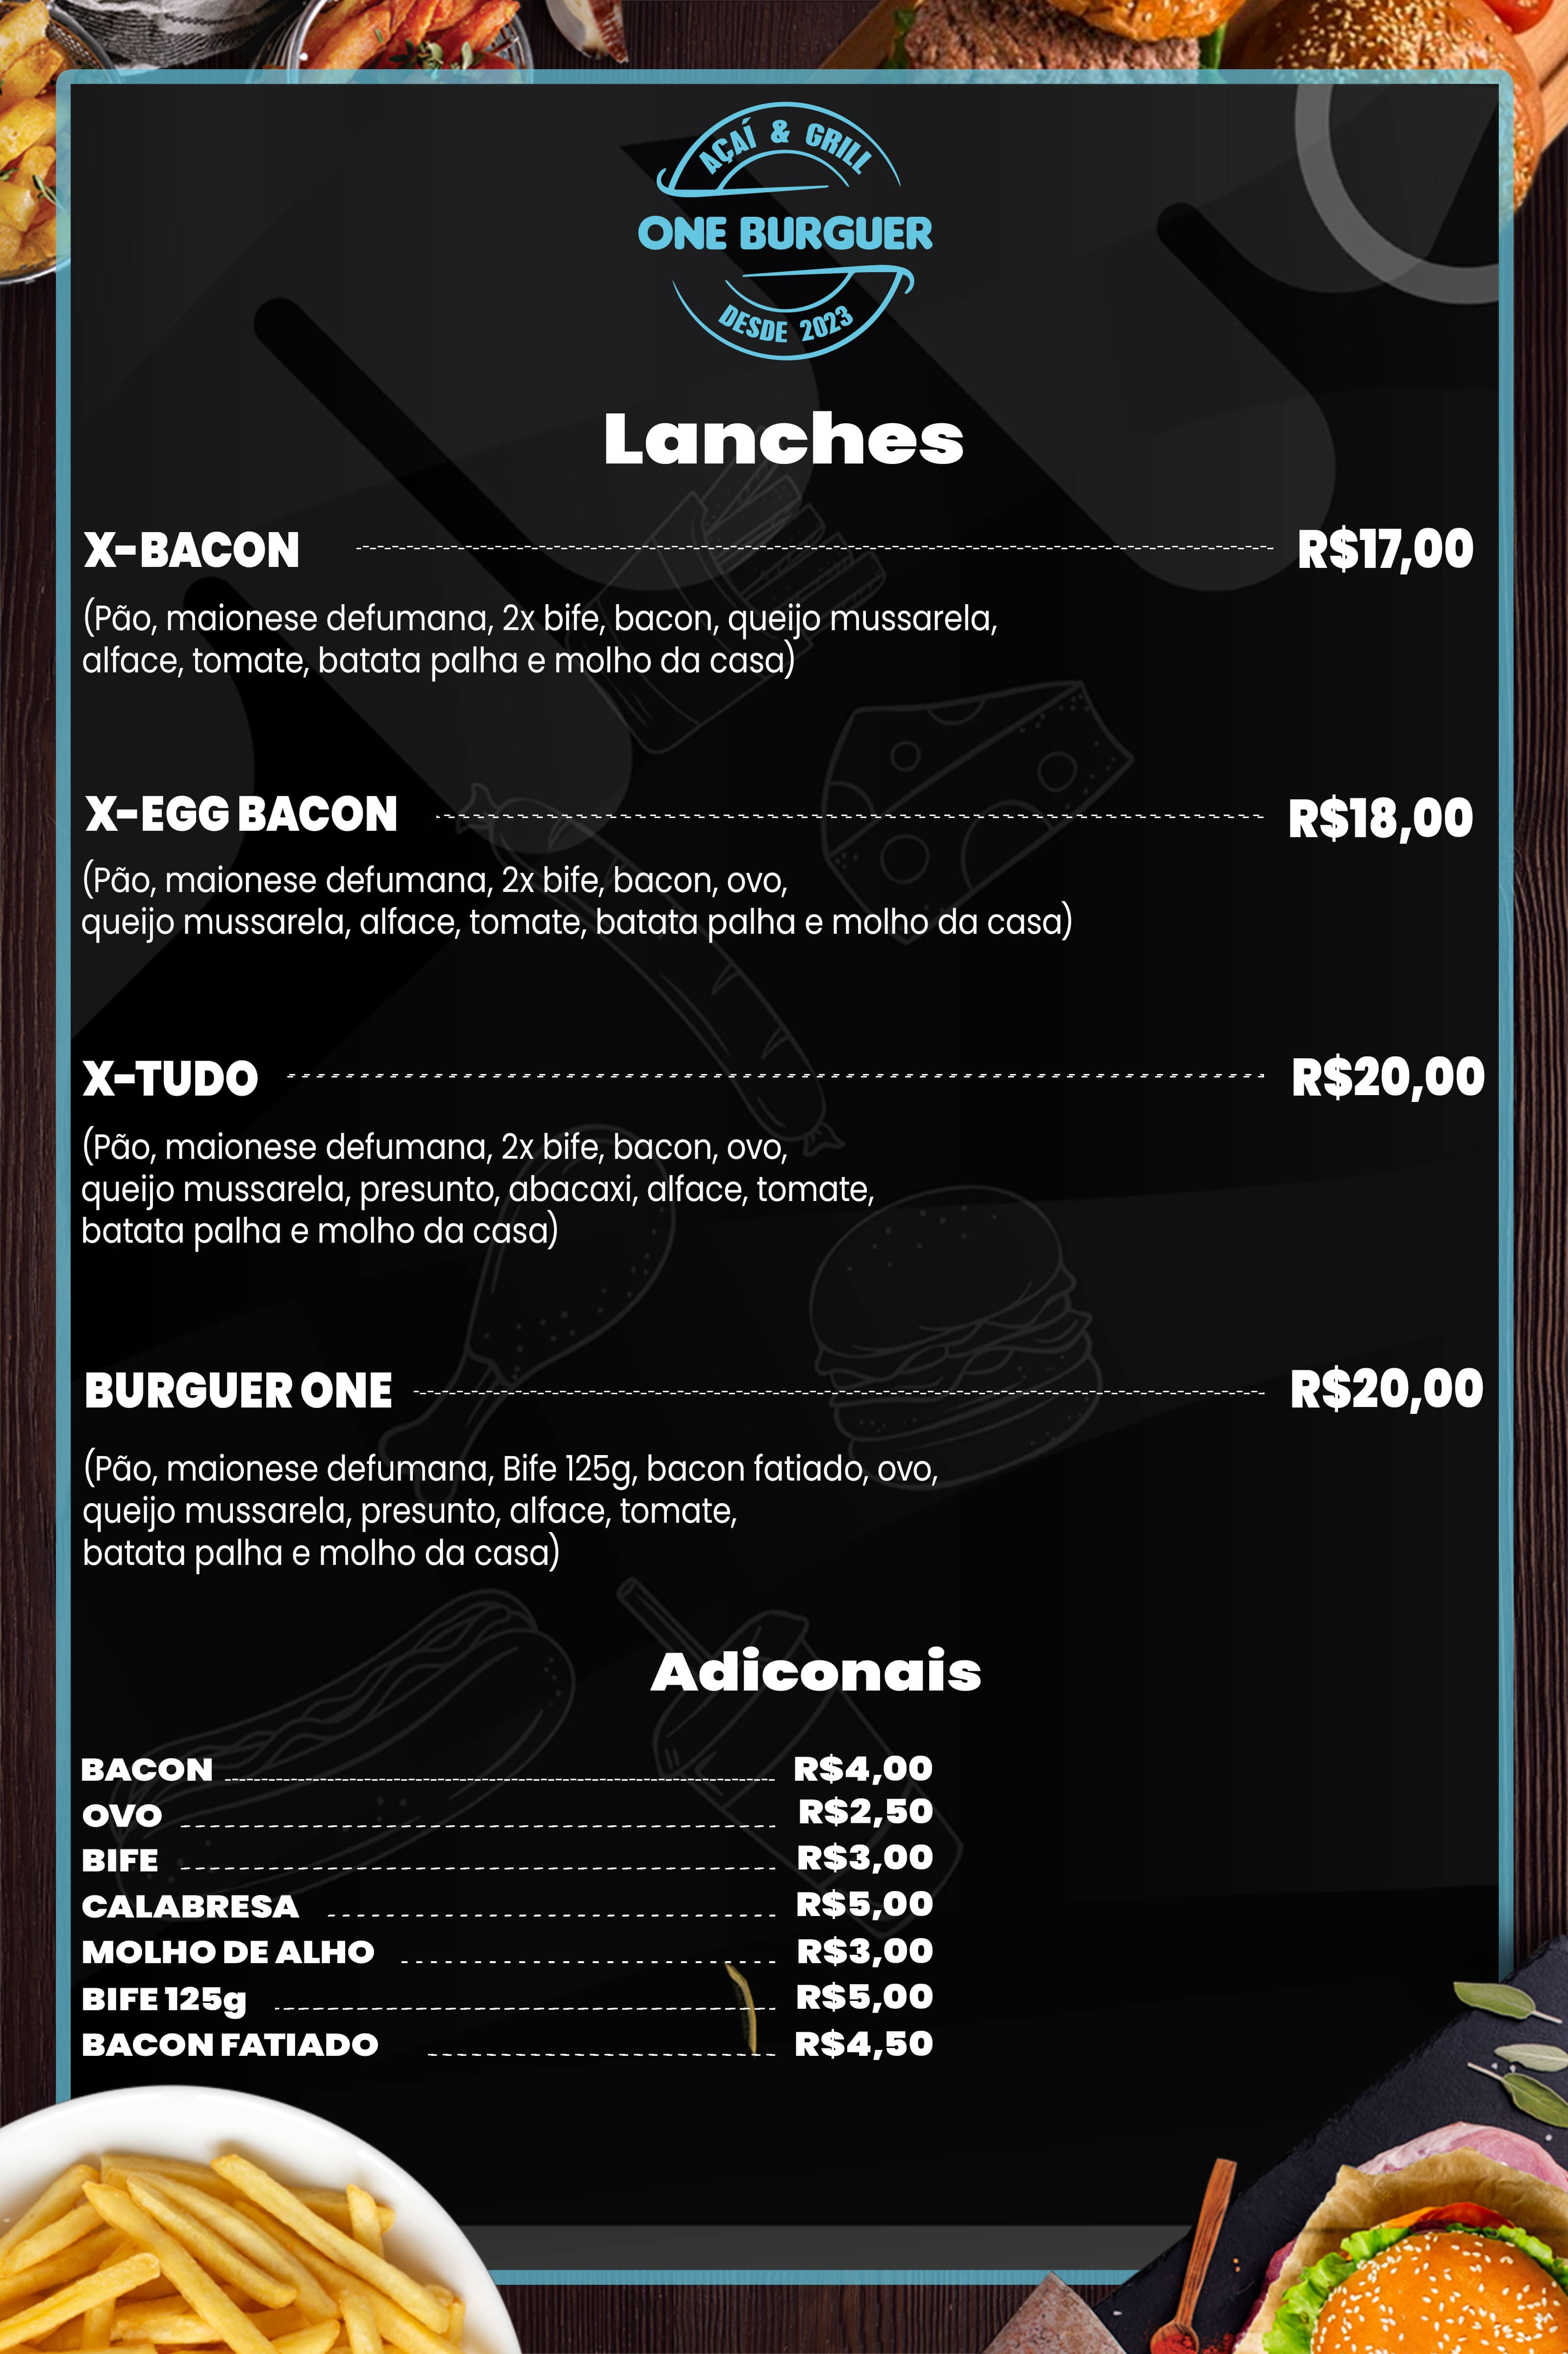 AÇAÍ & GRILL
ONE BURGUER
DESDE 2023
Lanches
X-BACON R$17,00
(Pão, maionese defumana, 2x bife, bacon, queijo mussarela,
alface, tomate, batata palha e molho da casa)
X-EGG BACON R$18,00
(Pão, maionese defumana, 2x bife, bacon, ovo,
queijo mussarela, alface, tomate, batata palha e molho da casa)
X-TUDO R$20,00
(Pão, maionese defumana, 2x bife, bacon, ovo,
queijo mussarela, presunto, abacaxi, alface, tomate,
batata palha e molho da casa)
BURGUER ONE R$20,00
(Pão, maionese defumana, Bife 125g, bacon fatiado, ovo,
queijo mussarela, presunto, alface, tomate,
batata palha e molho da casa)
Adiconais
BACON R$4,00
OVO R$2,50
BIFE R$3,00
CALABRESA R$5,00
MOLHO DE ALHO R$3,00
BIFE 125g R$5,00
BACON FATIADO R$4,50